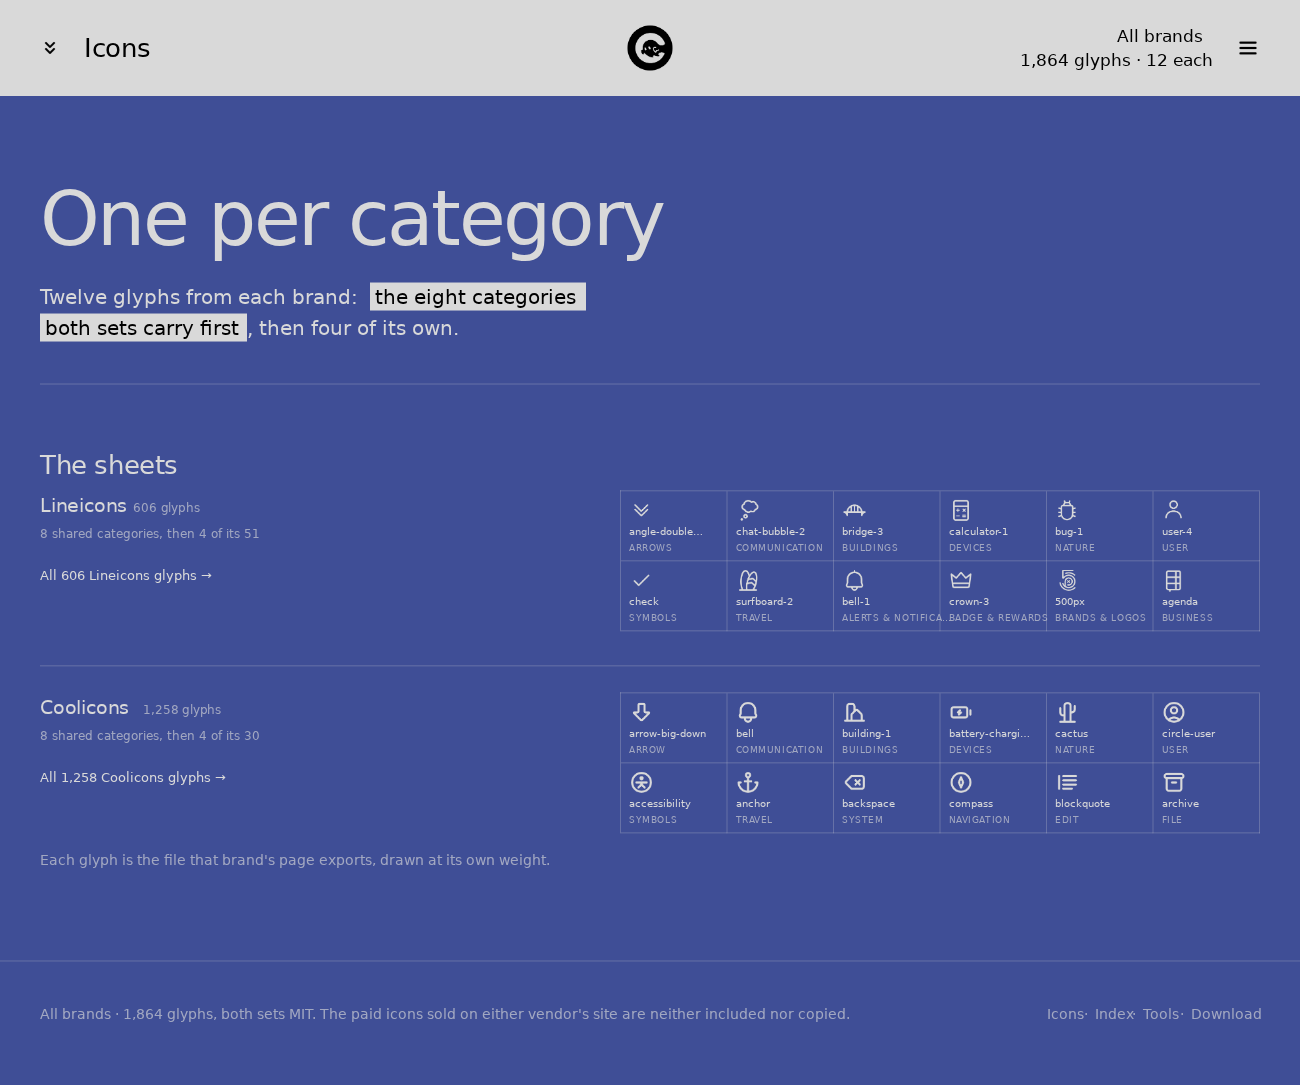 Icons
All brands
1,864 glyphs · 12 each
One per category
Twelve glyphs from each brand: the eight categories
both sets carry first, then four of its own.
The sheets
Lineicons 606 glyphs
8 shared categories, then 4 of its 51
All 606 Lineicons glyphs →
angle-double… chat-bubble-2 bridge-3 calculator-1 bug-1 user-4
ARROWS COMMUNICATION BUILDINGS DEVICES NATURE USER
check surfboard-2 bell-1 crown-3 500px agenda
SYMBOLS TRAVEL ALERTS & NOTIFICA… BADGE & REWARDS BRANDS & LOGOS BUSINESS
Coolicons 1,258 glyphs
8 shared categories, then 4 of its 30
All 1,258 Coolicons glyphs →
arrow-big-down bell building-1 battery-chargi… cactus circle-user
ARROW COMMUNICATION BUILDINGS DEVICES NATURE USER
accessibility anchor backspace compass blockquote archive
SYMBOLS TRAVEL SYSTEM NAVIGATION EDIT FILE
Each glyph is the file that brand's page exports, drawn at its own weight.
All brands · 1,864 glyphs, both sets MIT. The paid icons sold on either vendor's site are neither included nor copied.
Icons · Index · Tools · Download